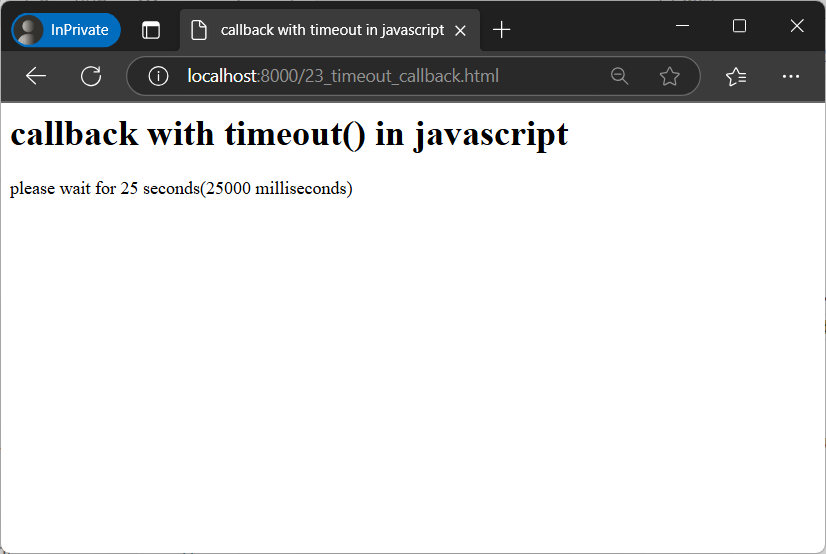 InPrivate
callback with timeout in javascript
localhost:8000/23_timeout_callback.html
callback with timeout() in javascript
please wait for 25 seconds(25000 milliseconds)